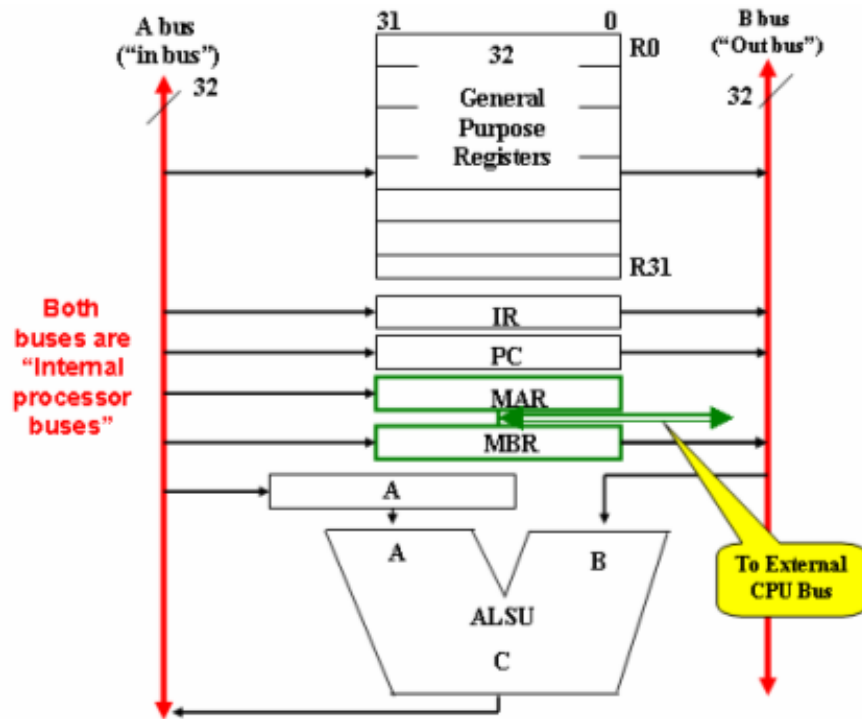 A bus
("in bus")
32
31
0
32
General
Purpose
Registers
R0
R31
B bus
("Out bus")
32
Both
buses are
"Internal
processor
buses"
IR
PC
MAR
MBR
A
A
B
ALSU
C
To External
CPU Bus